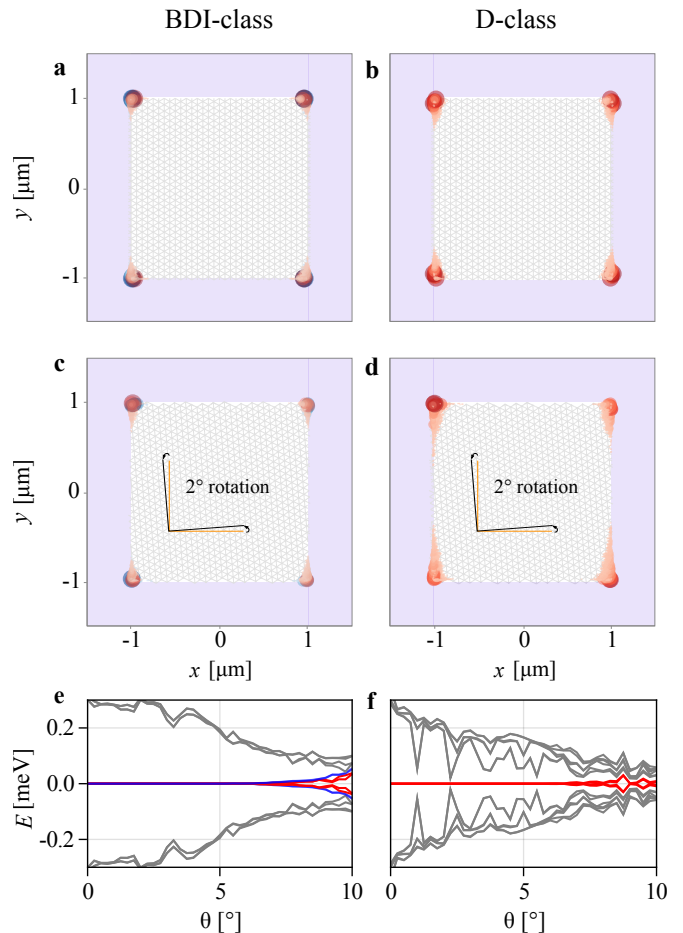 BDI-class D-class
a b
1
0
-1
y [μm]
c d
1
0
-1
y [μm]
2° rotation 2° rotation
-1 0 1 -1 0 1
x [μm] x [μm]
e f
0.2
0.0
-0.2
E [meV]
0 5 10 0 5 10
θ [°] θ [°]